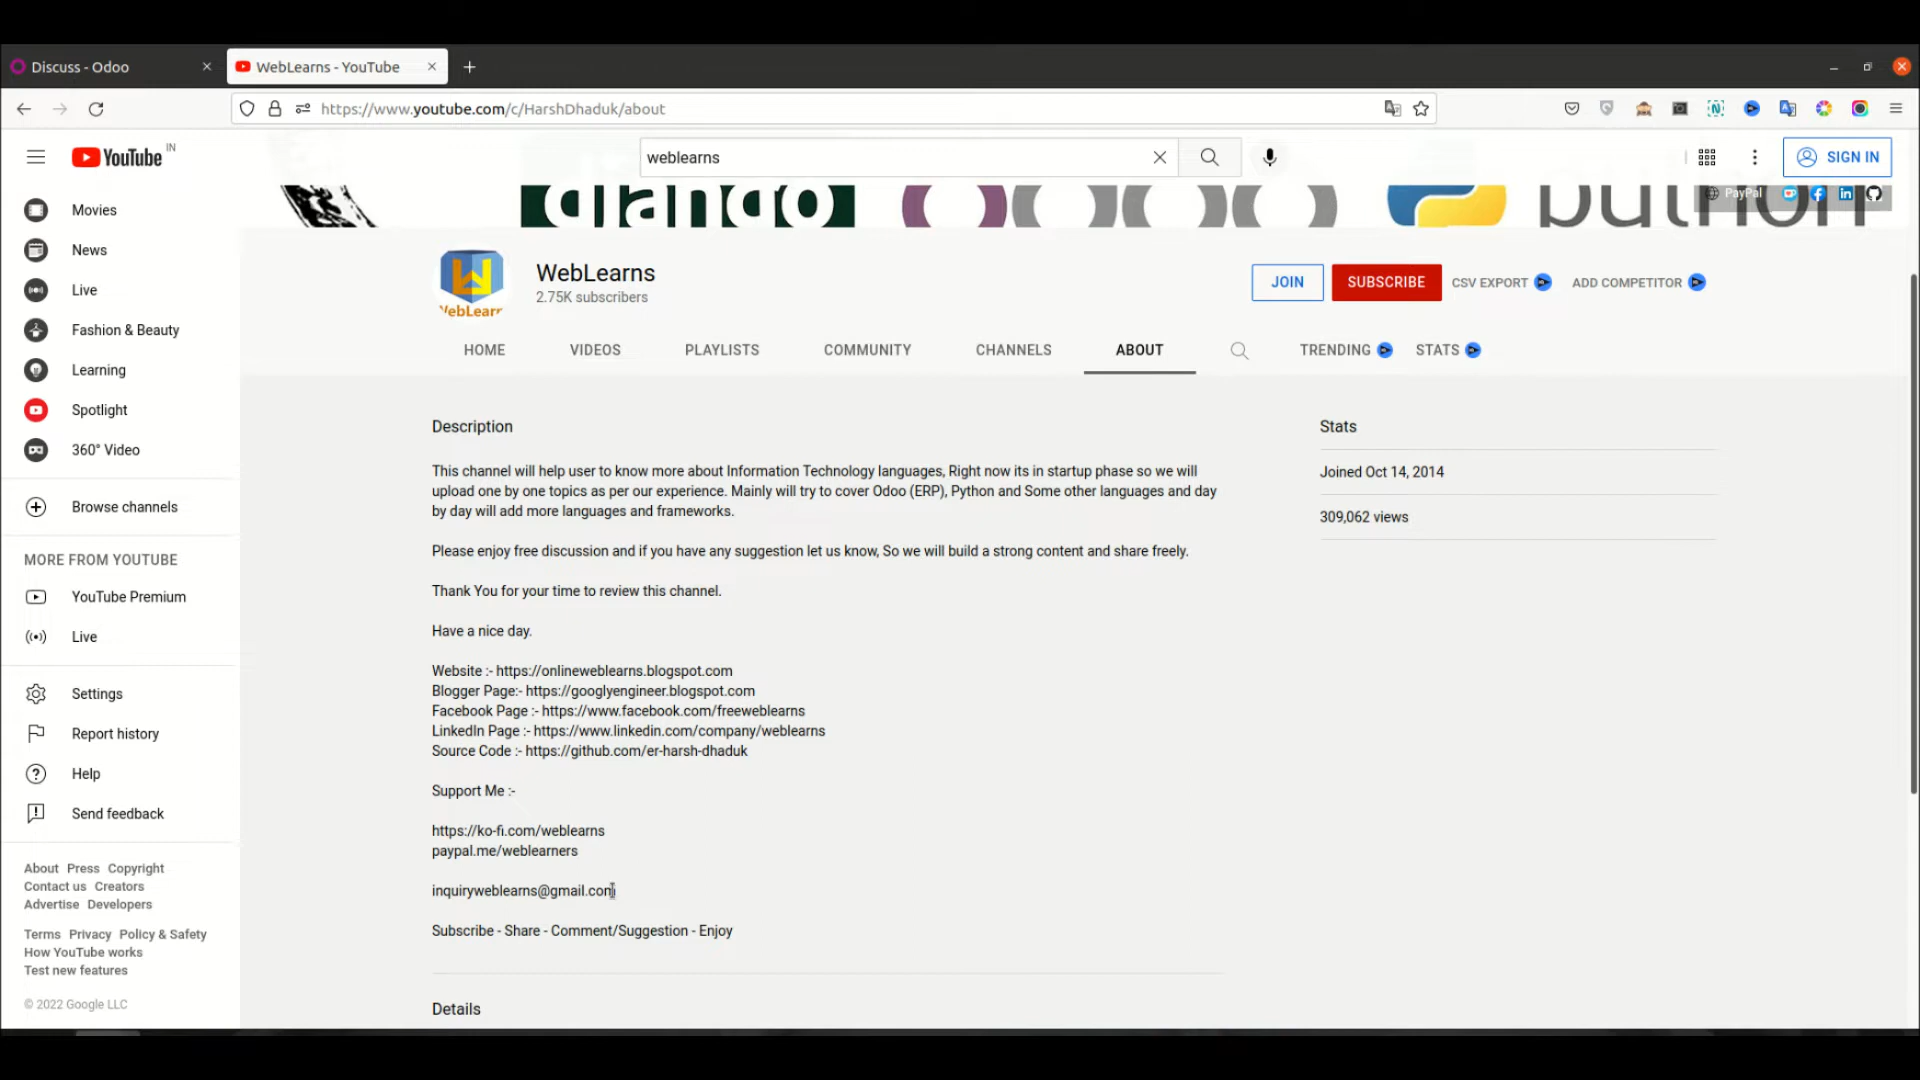 Discuss - Odoo
WebLearns - YouTube
https://www.youtube.com/c/HarshDhaduk/about
YouTube IN
weblearns
SIGN IN
django
odoo
python
PayPal
Movies
News
Live
Fashion & Beauty
Learning
Spotlight
360° Video
Browse channels
MORE FROM YOUTUBE
YouTube Premium
Live
Settings
Report history
Help
Send feedback
About Press Copyright
Contact us Creators
Advertise Developers
Terms Privacy Policy & Safety
How YouTube works
Test new features
© 2022 Google LLC
WebLearns
2.75K subscribers
JOIN
SUBSCRIBE
CSV EXPORT
ADD COMPETITOR
HOME
VIDEOS
PLAYLISTS
COMMUNITY
CHANNELS
ABOUT
TRENDING
STATS
Description
This channel will help user to know more about Information Technology languages, Right now its in startup phase so we will
upload one by one topics as per our experience. Mainly will try to cover Odoo (ERP), Python and Some other languages and day
by day will add more languages and frameworks.
Please enjoy free discussion and if you have any suggestion let us know, So we will build a strong content and share freely.
Thank You for your time to review this channel.
Have a nice day.
Website :- https://onlineweblearns.blogspot.com
Blogger Page:- https://googlyengineer.blogspot.com
Facebook Page :- https://www.facebook.com/freeweblearns
LinkedIn Page :- https://www.linkedin.com/company/weblearns
Source Code :- https://github.com/er-harsh-dhaduk
Support Me :-
https://ko-fi.com/weblearns
paypal.me/weblearners
inquiryweblearns@gmail.com
Subscribe - Share - Comment/Suggestion - Enjoy
Details
Stats
Joined Oct 14, 2014
309,062 views